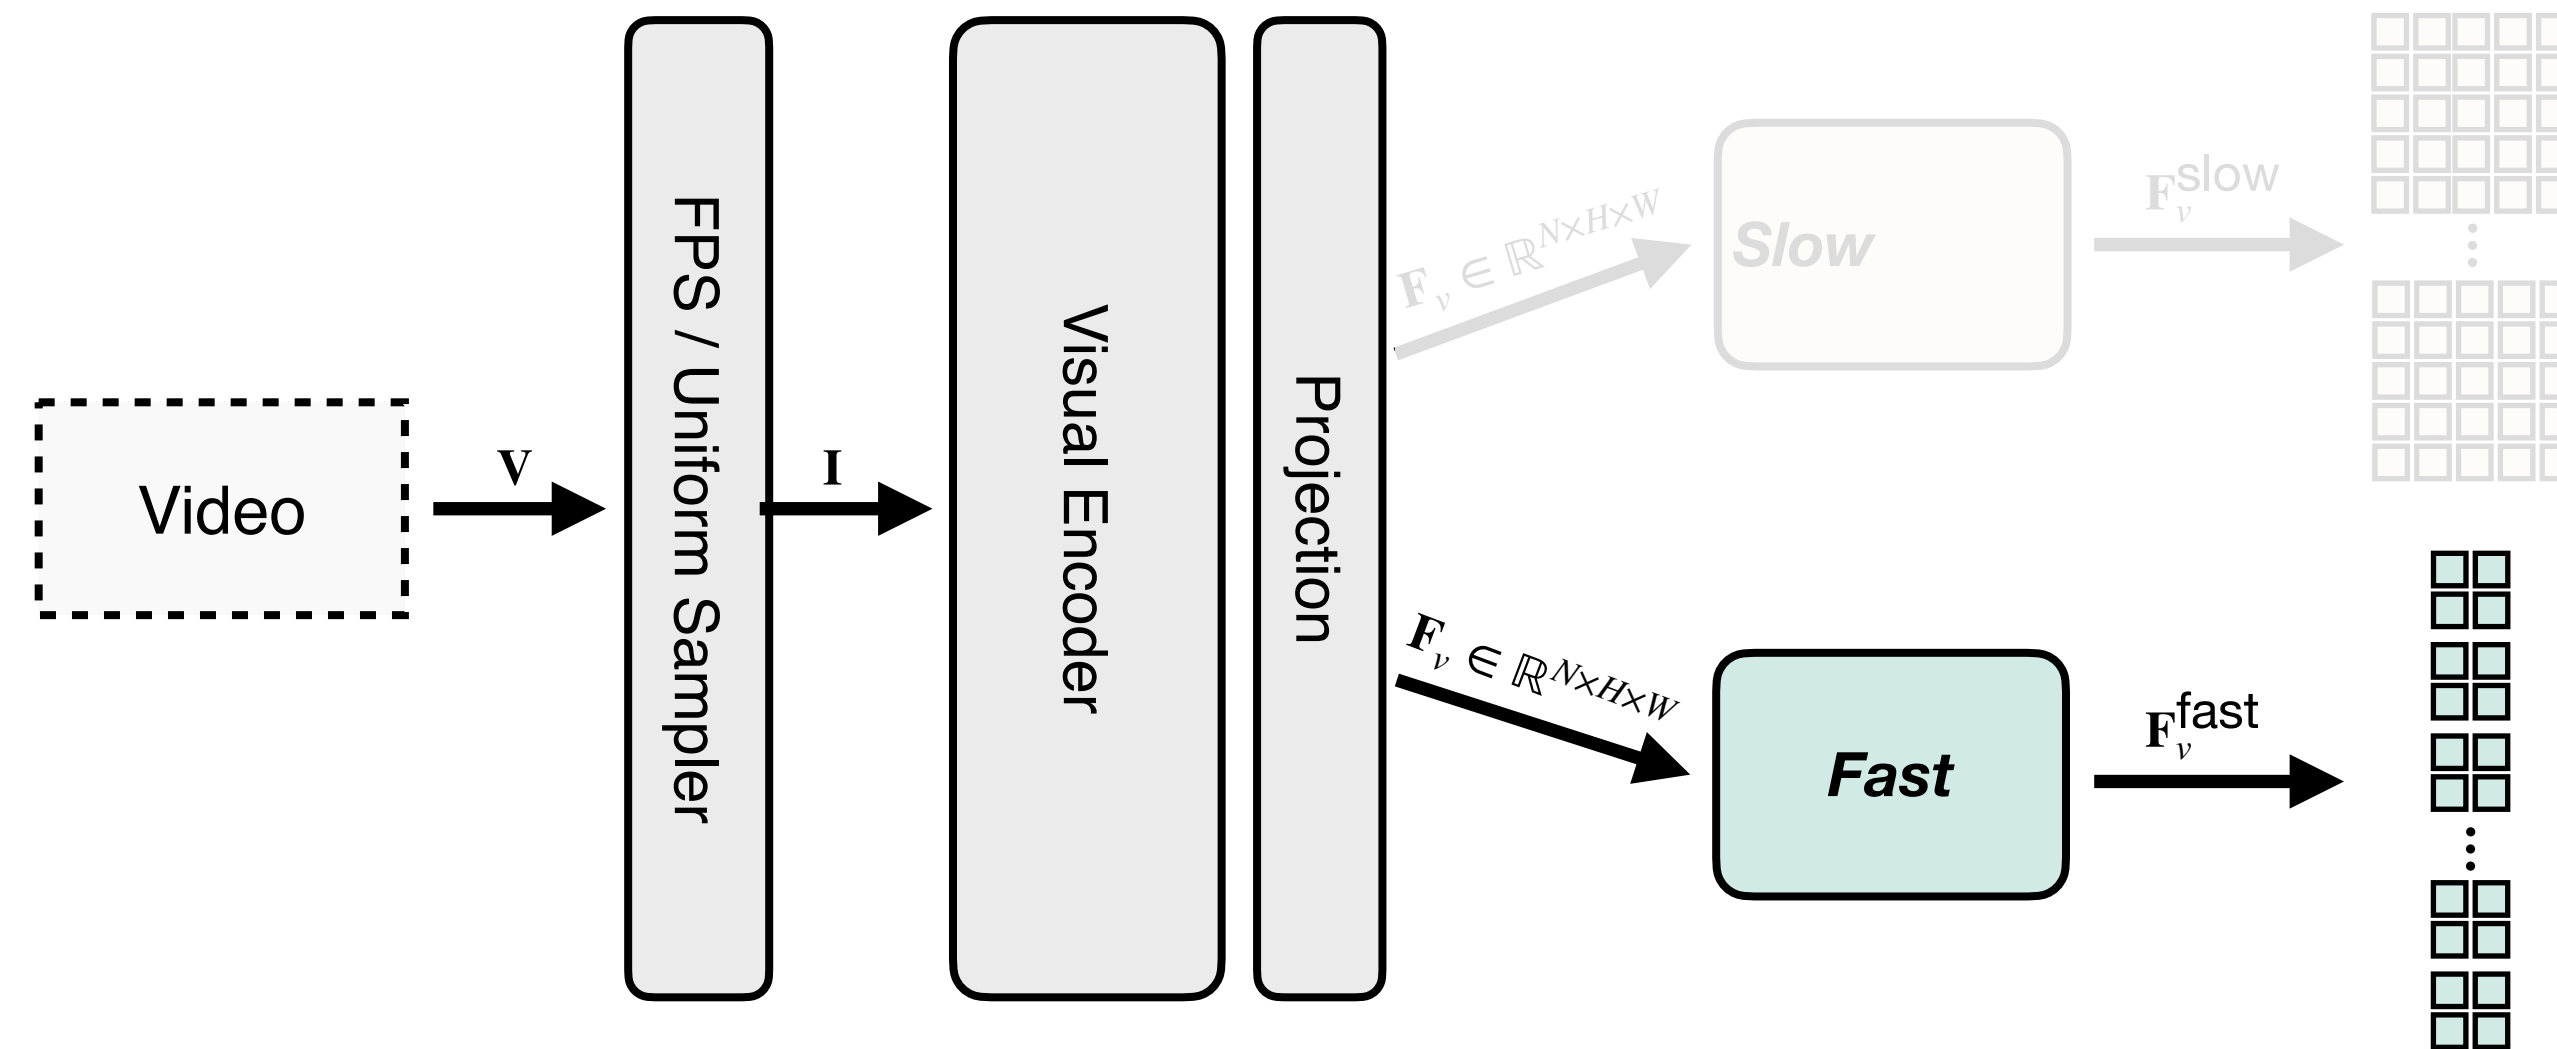 Video
V
FPS / Uniform Sampler
I
Visual Encoder
Projection
F_v ∈ ℝ^{N×H×W}
Slow
F_v^{slow}
F_v ∈ ℝ^{N×H×W}
Fast
F_v^{fast}